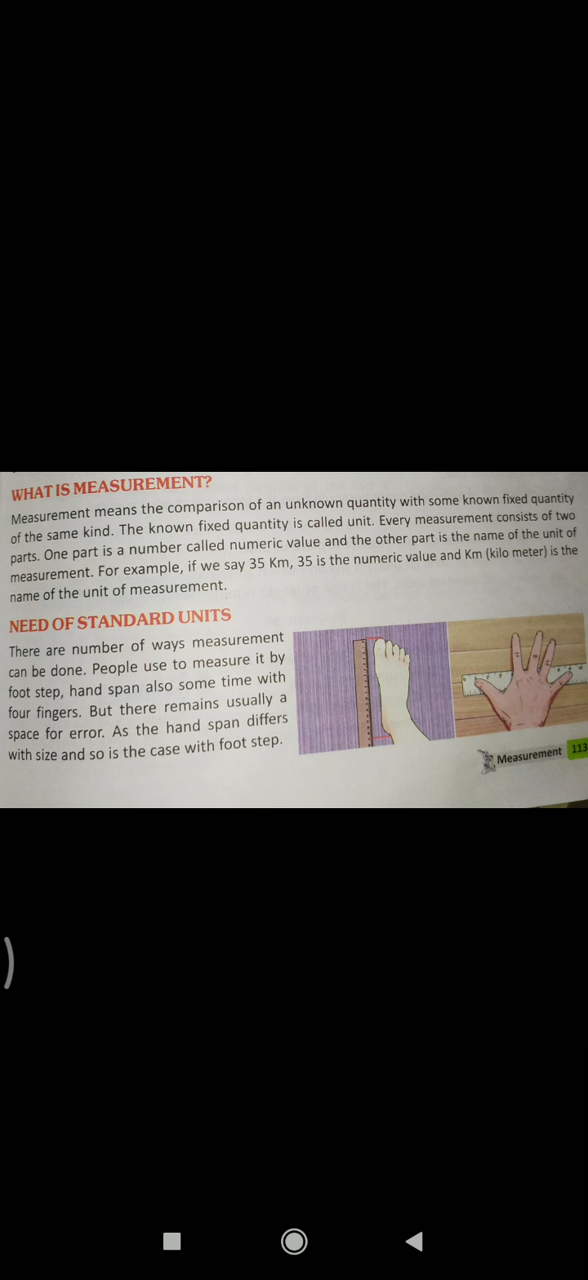 WHAT IS MEASUREMENT?
Measurement means the comparison of an unknown quantity with some known fixed quantity
of the same kind. The known fixed quantity is called unit. Every measurement consists of two
parts. One part is a number called numeric value and the other part is the name of the unit of
measurement. For example, if we say 35 Km, 35 is the numeric value and Km (kilo meter) is the
name of the unit of measurement.
NEED OF STANDARD UNITS
There are number of ways measurement
can be done. People use to measure it by
foot step, hand span also some time with
four fingers. But there remains usually a
space for error. As the hand span differs
with size and so is the case with foot step.
Measurement 113